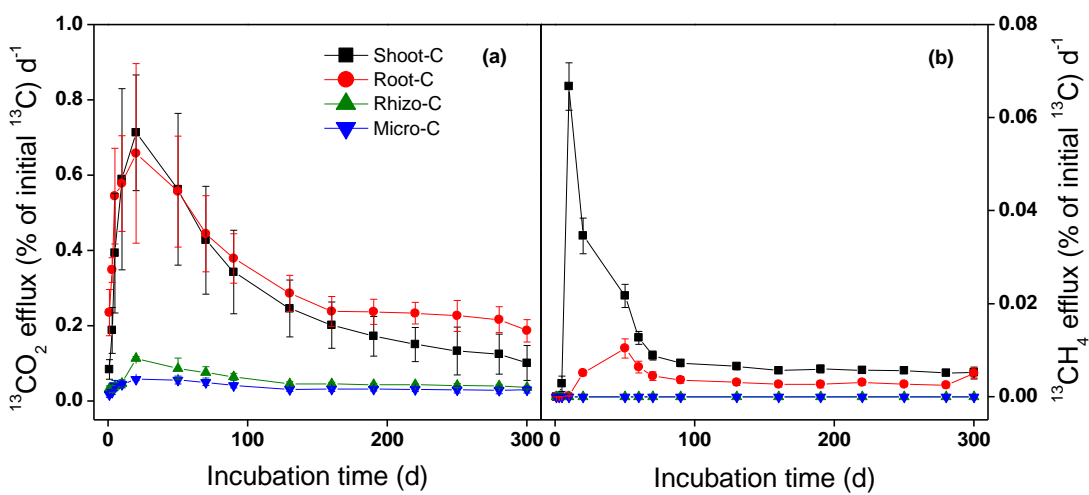 1.0
0.8
0.6
0.4
0.2
0.0
¹³CO₂ efflux (% of initial ¹³C) d⁻¹
Shoot-C
Root-C
Rhizo-C
Micro-C
(a)
0
100
200
300
Incubation time (d)
(b)
0
100
200
300
Incubation time (d)
0.08
0.06
0.04
0.02
0.00
¹³CH₄ efflux (% of initial ¹³C) d⁻¹